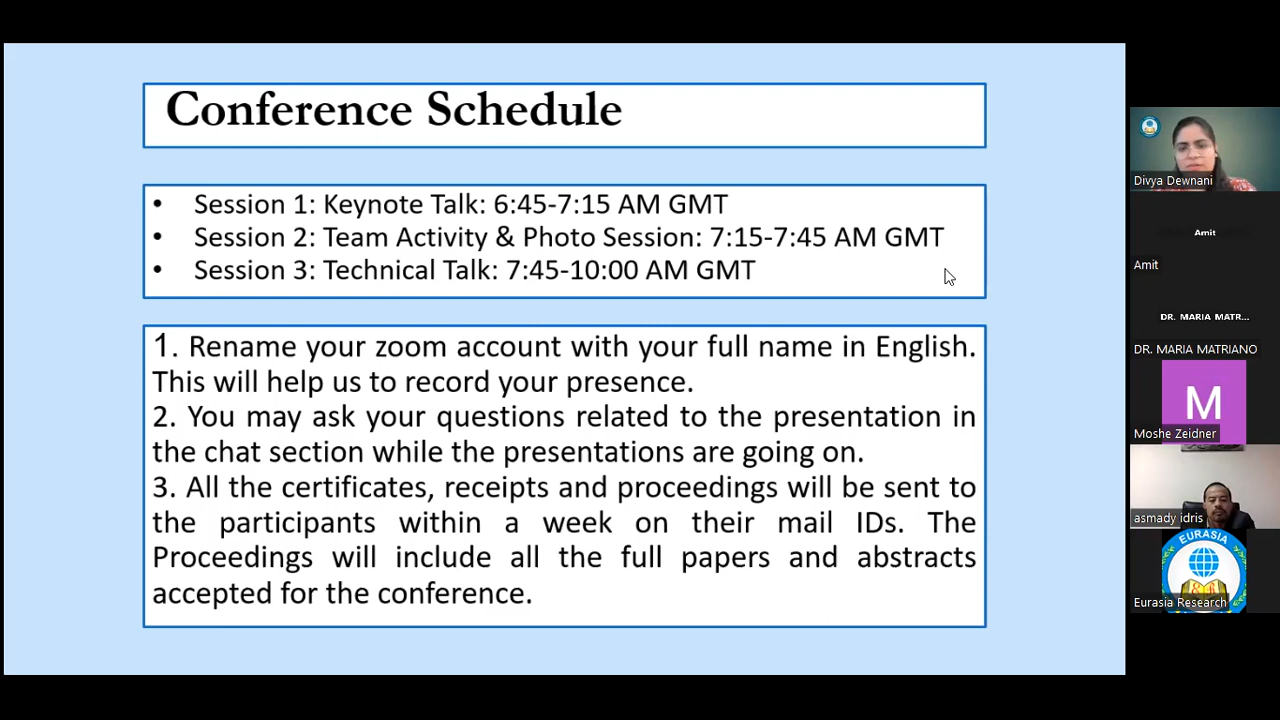 Conference Schedule
• Session 1: Keynote Talk: 6:45-7:15 AM GMT
• Session 2: Team Activity & Photo Session: 7:15-7:45 AM GMT
• Session 3: Technical Talk: 7:45-10:00 AM GMT
1. Rename your zoom account with your full name in English.
This will help us to record your presence.
2. You may ask your questions related to the presentation in
the chat section while the presentations are going on.
3. All the certificates, receipts and proceedings will be sent to
the participants within a week on their mail IDs. The
Proceedings will include all the full papers and abstracts
accepted for the conference.
Divya Dewnani
Amit
Amit
DR. MARIA MATR...
DR. MARIA MATRIANO
M
Moshe Zeidner
asmady idris
EURASIA
Eurasia Research